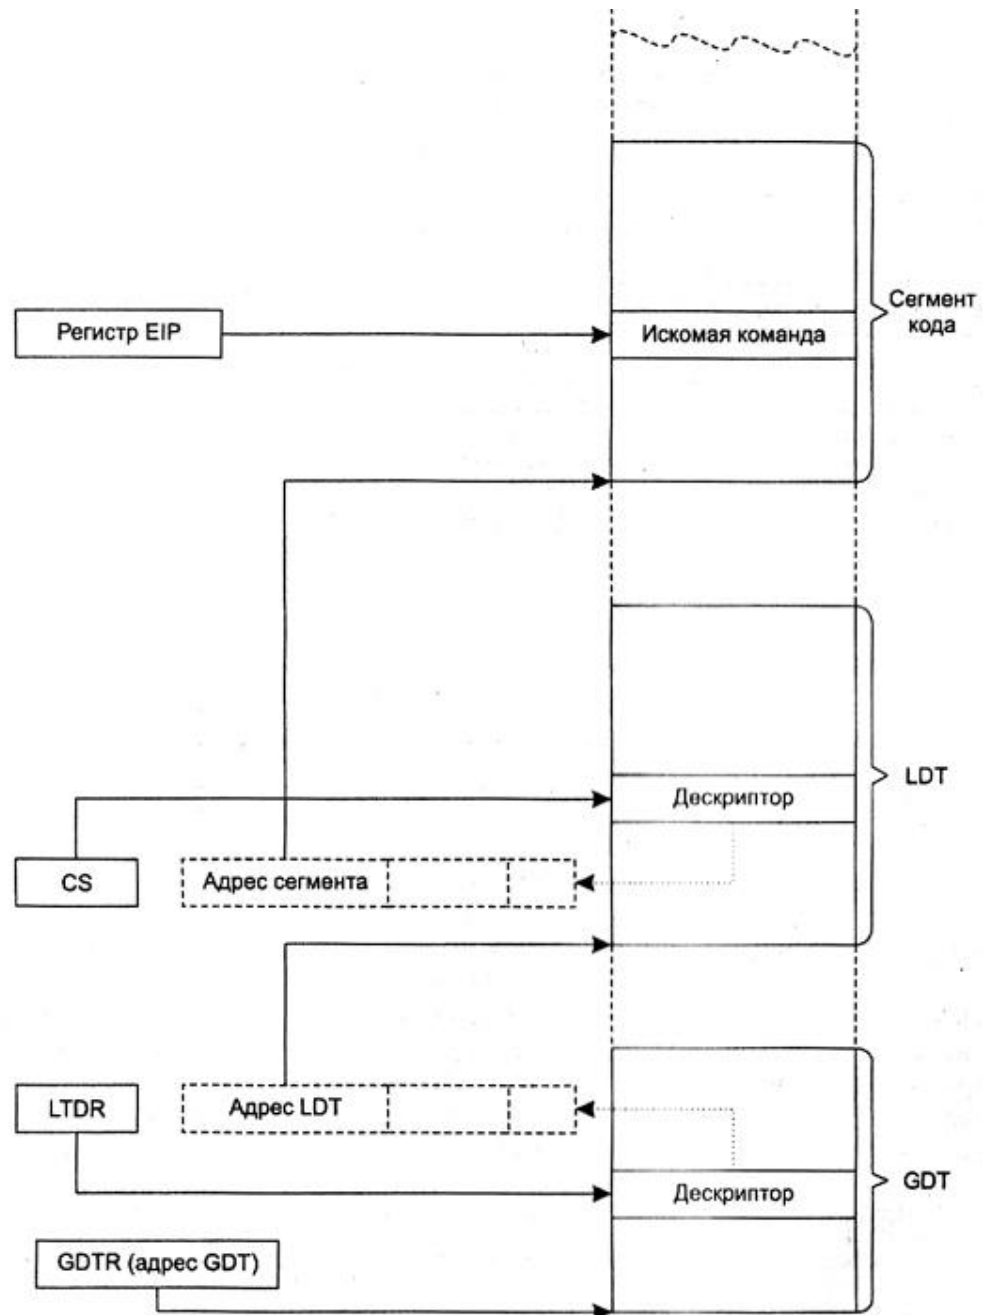 Регистр EIP
Искомая команда
Сегмент
кода
Дескриптор
LDT
CS
Адрес сегмента
LTDR
Адрес LDT
Дескриптор
GDT
GDTR (адрес GDT)